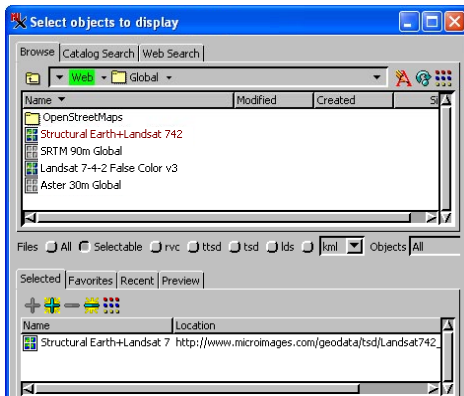 Select objects to display
Browse Catalog Search Web Search
Web Global
Name Modified Created Si
OpenStreetMaps
Structural Earth+Landsat 742
SRTM 90m Global
Landsat 7-4-2 False Color v3
Aster 30m Global
Files All Selectable rvc ttsd tsd lds kml Objects All
Selected Favorites Recent Preview
Name Location
Structural Earth+Landsat 7 http://www.microimages.com/geodata/tsd/Landsat742_